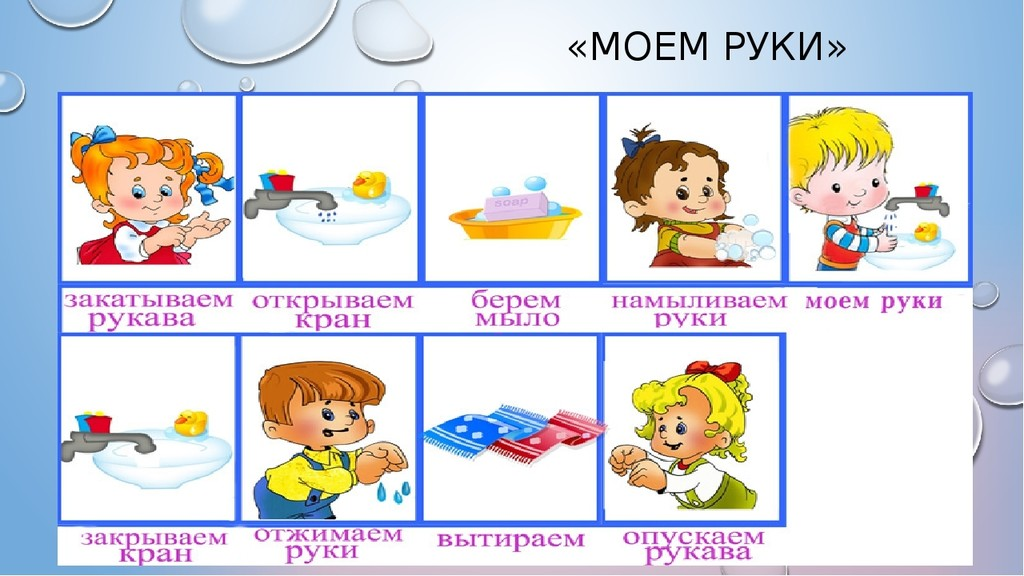 «МОЕМ РУКИ»
soap
закатываем
рукава
открываем
кран
берем
мыло
намыливаем
руки
моем руки
закрываем
кран
отжимаем
руки
вытираем
опускаем
рукава